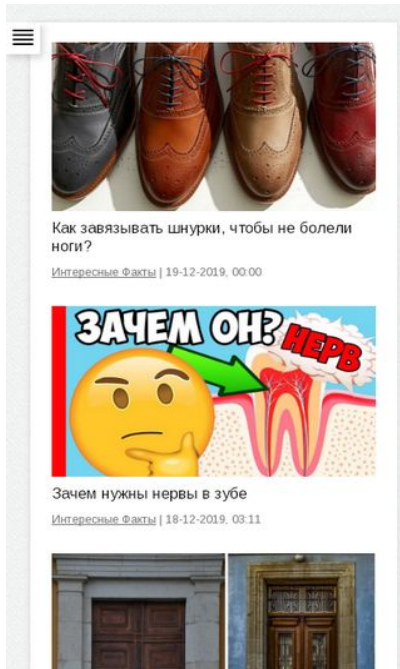 Как завязывать шнурки, чтобы не болели
ноги?
Интересные Факты | 19-12-2019, 00:00
ЗАЧЕМ ОН?
НЕРВ
Зачем нужны нервы в зубе
Интересные Факты | 18-12-2019, 03:11